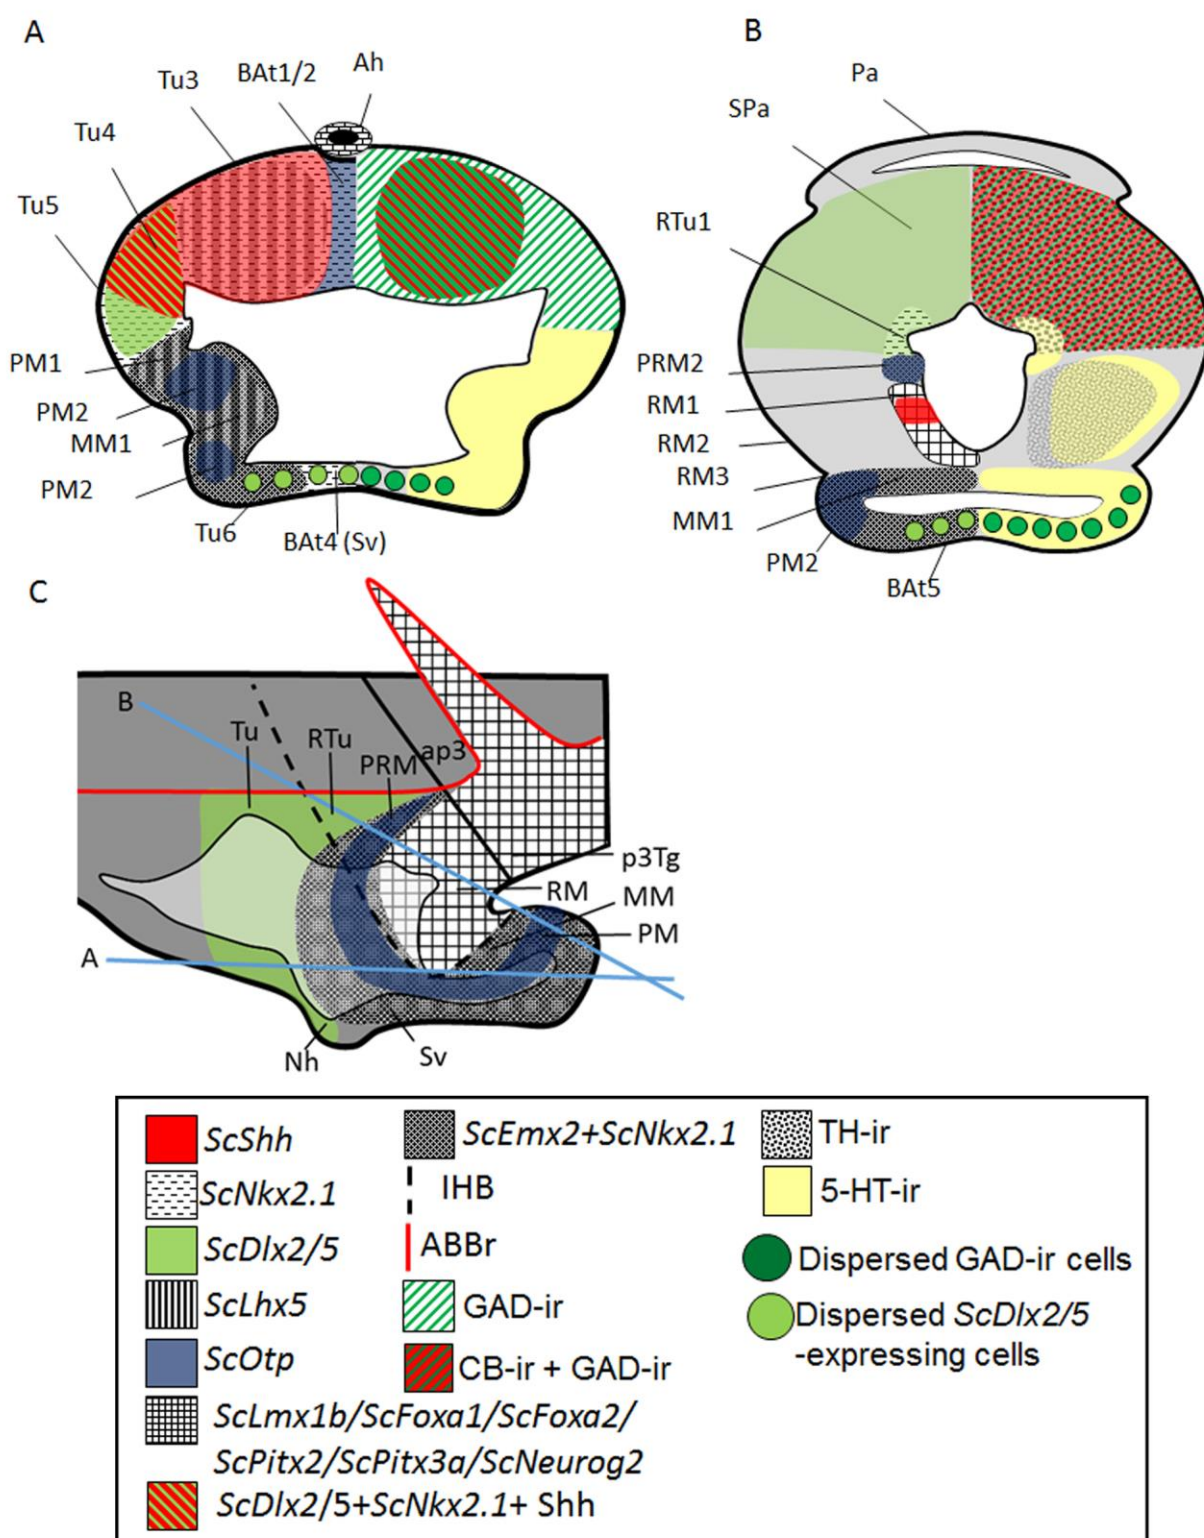 A
Tu3
BAt1/2
Ah
Tu4
Tu5
PM1
PM2
MM1
PM2
Tu6
BAt4 (Sv)
B
Pa
SPa
RTu1
PRM2
RM1
RM2
RM3
MM1
PM2
BAt5
C
B
Tu
RTu
PRM
ap3
p3Tg
RM
MM
PM
A
Nh
Sv
ScShh
ScNkx2.1
ScDlx2/5
ScLhx5
ScOtp
ScLmx1b/ScFoxa1/ScFoxa2/
ScPitx2/ScPitx3a/ScNeurog2
ScDlx2/5+ScNkx2.1+ Shh
ScEmx2+ScNkx2.1
IHB
ABBr
GAD-ir
CB-ir + GAD-ir
TH-ir
5-HT-ir
Dispersed GAD-ir cells
Dispersed ScDlx2/5
-expressing cells